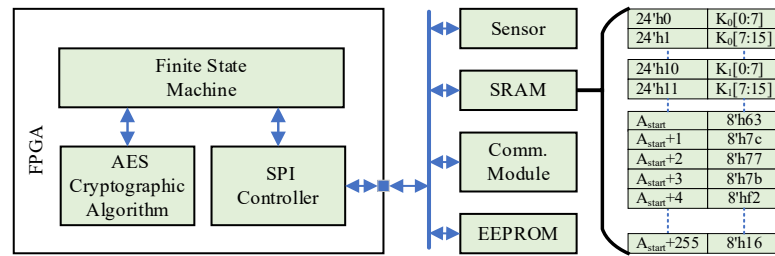 FPGA
Finite State
Machine
AES
Cryptographic
Algorithm
SPI
Controller
Sensor
SRAM
Comm.
Module
EEPROM
24'h0 K₀[0:7]
24'h1 K₀[7:15]
24'h10 K₁[0:7]
24'h11 K₁[7:15]
Astart 8'h63
Astart+1 8'h7c
Astart+2 8'h77
Astart+3 8'h7b
Astart+4 8'hf2
Astart+255 8'h16